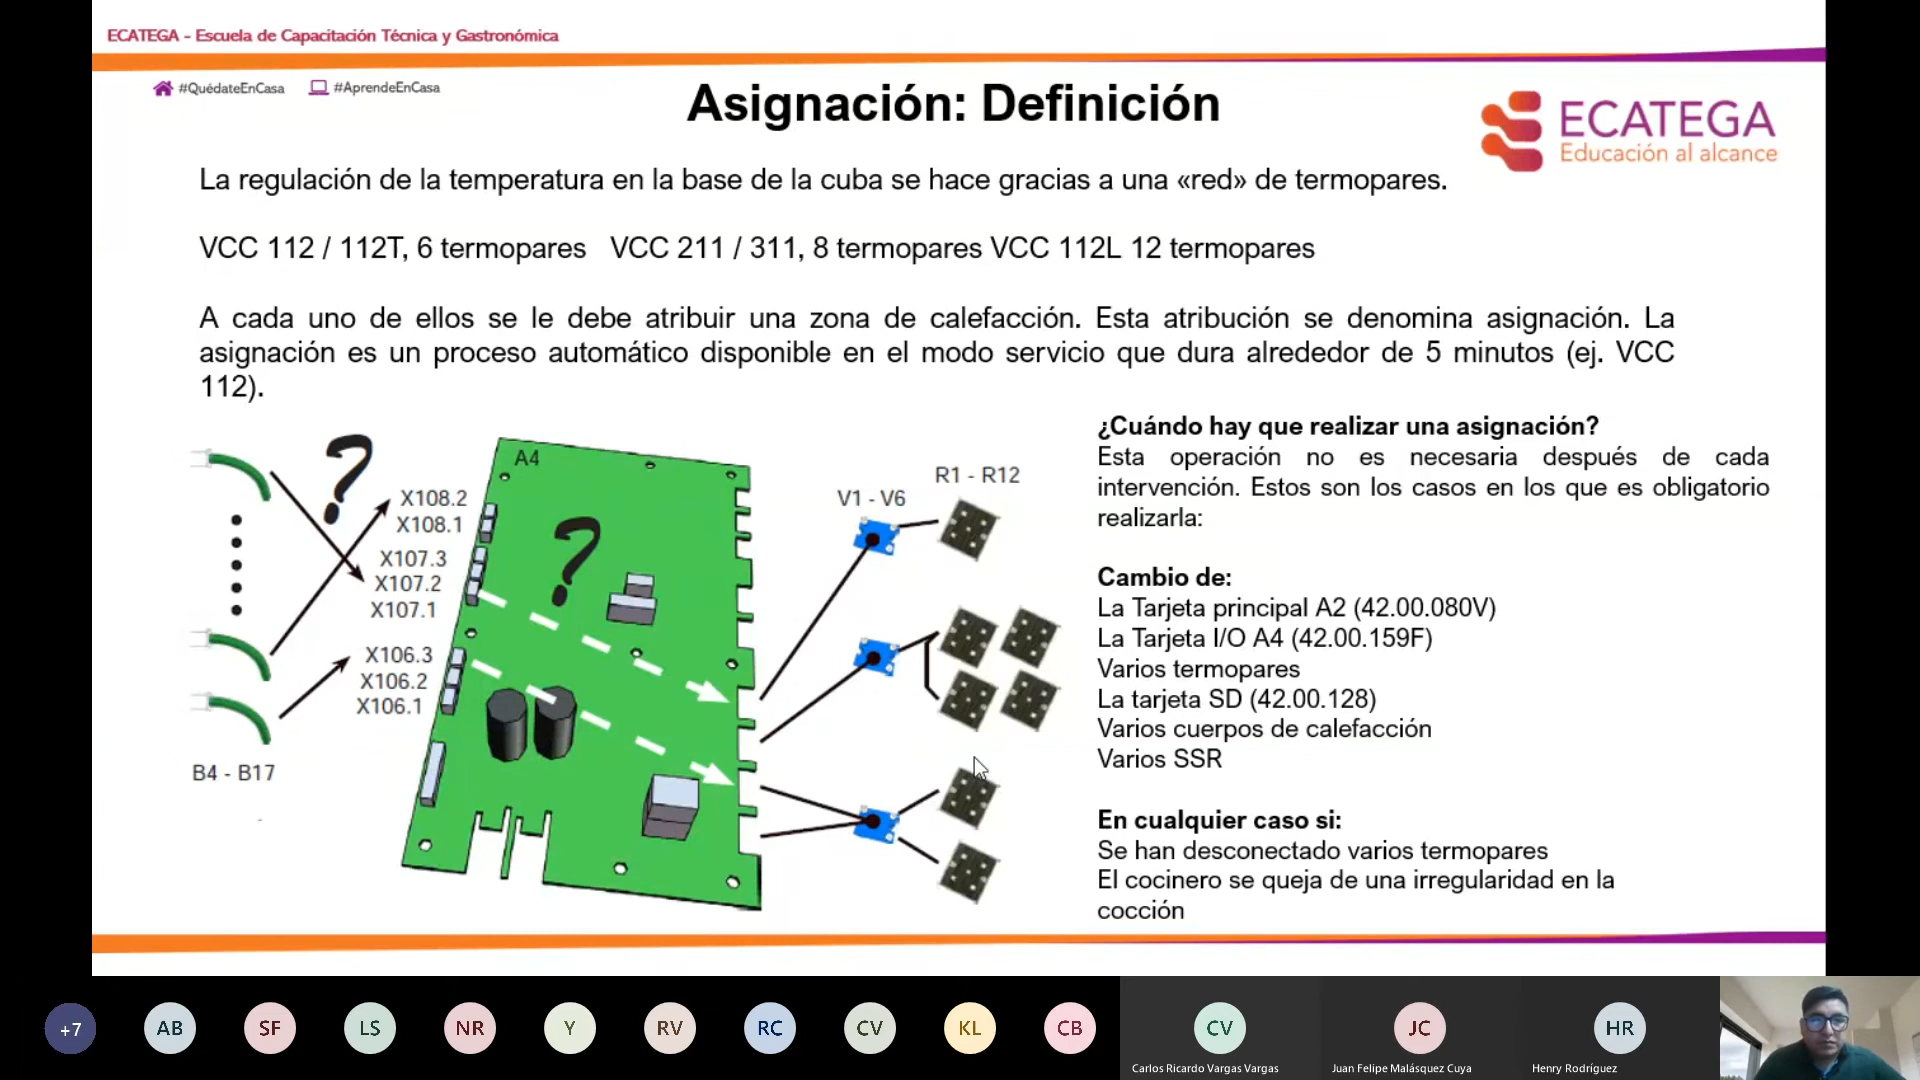 ECATEGA - Escuela de Capacitación Técnica y Gastronómica
#QuédateEnCasa #AprendeEnCasa
Asignación: Definición
ECATEGA
Educación al alcance
La regulación de la temperatura en la base de la cuba se hace gracias a una «red» de termopares.
VCC 112 / 112T, 6 termopares VCC 211 / 311, 8 termopares VCC 112L 12 termopares
A cada uno de ellos se le debe atribuir una zona de calefacción. Esta atribución se denomina asignación. La
asignación es un proceso automático disponible en el modo servicio que dura alrededor de 5 minutos (ej. VCC
112).
?
X108.2
X108.1
X107.3
X107.2
X107.1
X106.3
X106.2
X106.1
B4 - B17
A4
?
V1 - V6
R1 - R12
¿Cuándo hay que realizar una asignación?
Esta operación no es necesaria después de cada
intervención. Estos son los casos en los que es obligatorio
realizarla:
Cambio de:
La Tarjeta principal A2 (42.00.080V)
La Tarjeta I/O A4 (42.00.159F)
Varios termopares
La tarjeta SD (42.00.128)
Varios cuerpos de calefacción
Varios SSR
En cualquier caso si:
Se han desconectado varios termopares
El cocinero se queja de una irregularidad en la
cocción
+7 AB SF LS NR Y RV RC CV KL CB CV JC HR
Carlos Ricardo Vargas Vargas Juan Felipe Malásquez Cuya Henry Rodríguez